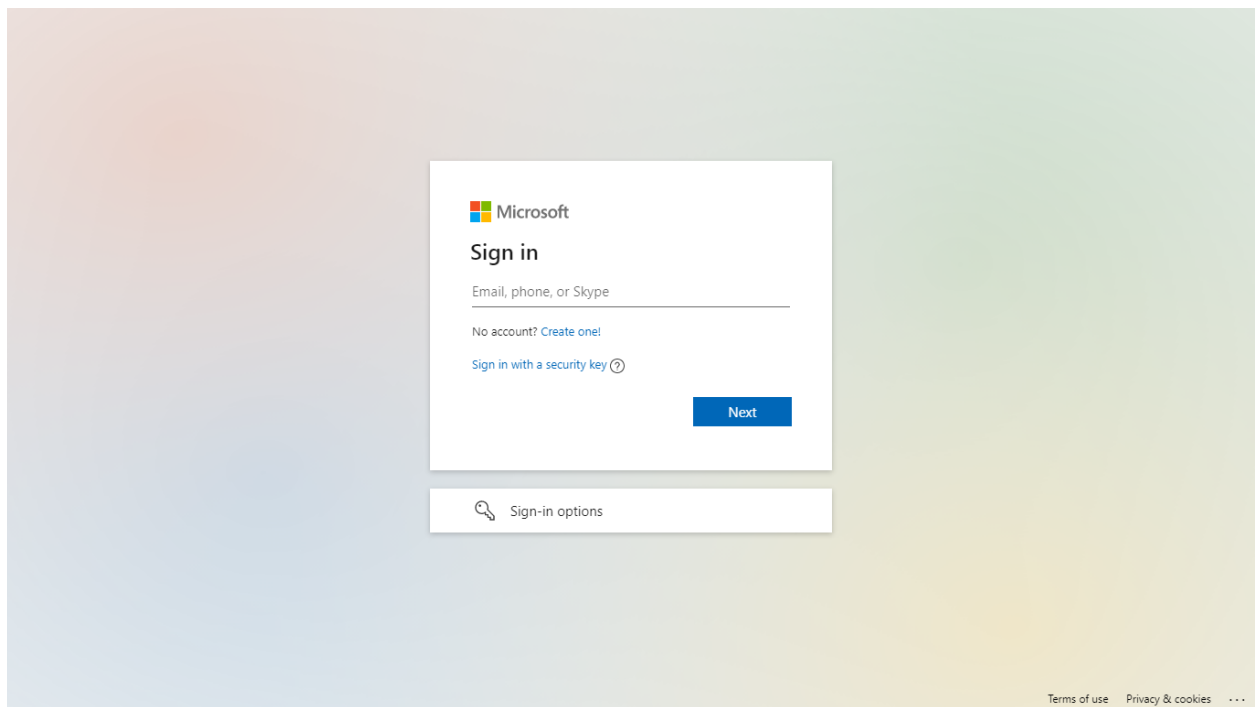 Microsoft
Sign in
Email, phone, or Skype
No account? Create one!
Sign in with a security key ?
Next
Sign-in options
Terms of use Privacy & cookies ...